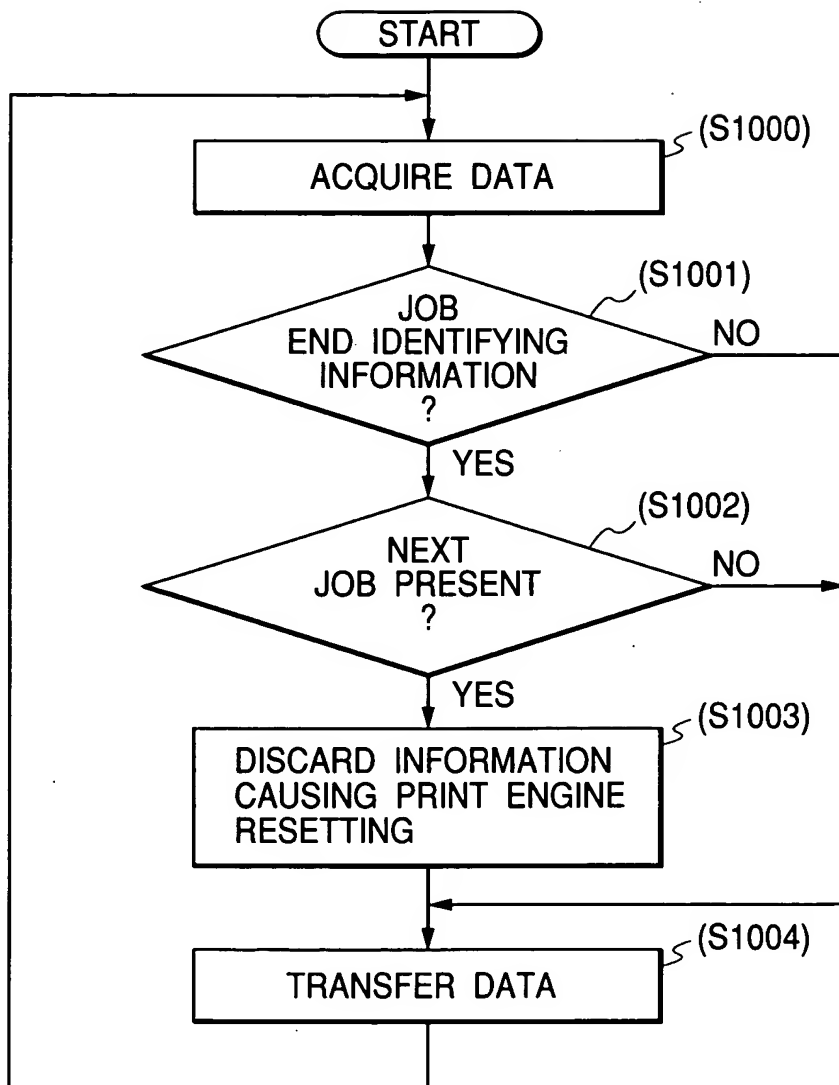 START
(S1000)
ACQUIRE DATA
(S1001)
JOB
END IDENTIFYING
INFORMATION
?
NO
YES
(S1002)
NEXT
JOB PRESENT
?
NO
YES
(S1003)
DISCARD INFORMATION
CAUSING PRINT ENGINE
RESETTING
(S1004)
TRANSFER DATA